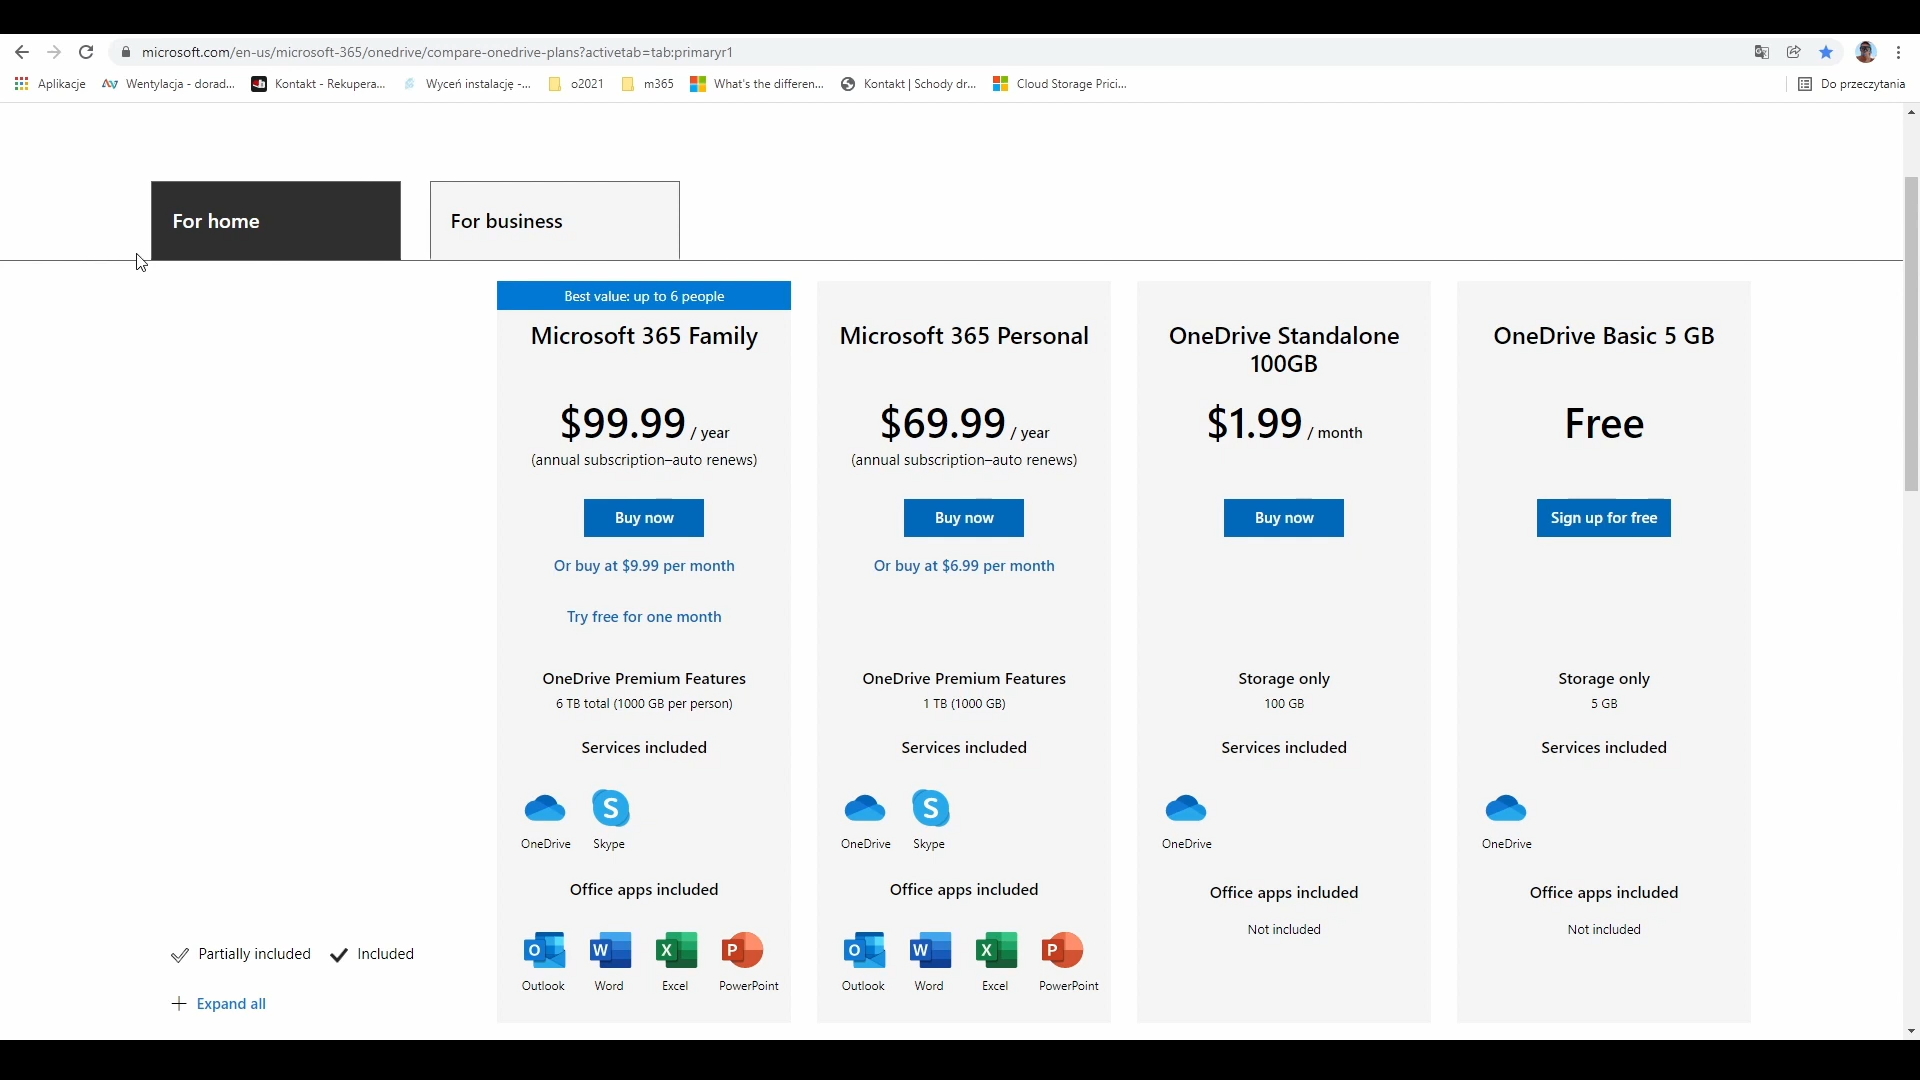 microsoft.com/en-us/microsoft-365/onedrive/compare-onedrive-plans?activetab=tab:primaryr1
Aplikacje Wentylacja - dorad... Kontakt - Rekupera... Wyceń instalację -... o2021 m365 What's the differen... Kontakt | Schody dr... Cloud Storage Prici... Do przeczytania
For home For business
Best value: up to 6 people
Microsoft 365 Family Microsoft 365 Personal OneDrive Standalone OneDrive Basic 5 GB
100GB
$99.99 / year $69.99 / year $1.99 / month Free
(annual subscription–auto renews) (annual subscription–auto renews)
Buy now Buy now Buy now Sign up for free
Or buy at $9.99 per month Or buy at $6.99 per month
Try free for one month
OneDrive Premium Features OneDrive Premium Features Storage only Storage only
6 TB total (1000 GB per person) 1 TB (1000 GB) 100 GB 5 GB
Services included Services included Services included Services included
S S
OneDrive Skype OneDrive Skype OneDrive OneDrive
Office apps included Office apps included Office apps included Office apps included
Not included Not included
O W X P O W X P
Partially included Included
Outlook Word Excel PowerPoint Outlook Word Excel PowerPoint
Expand all